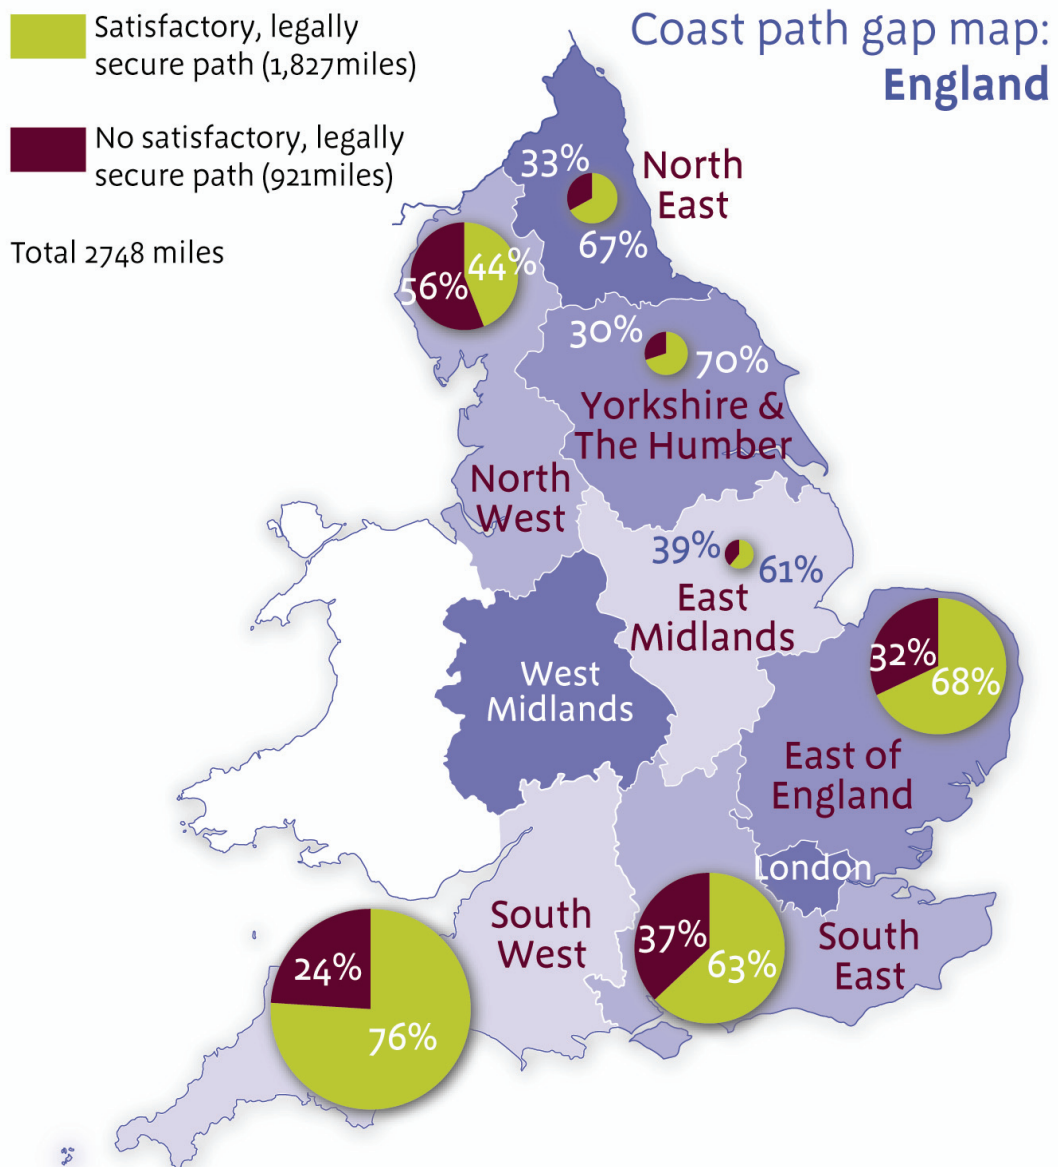 Satisfactory, legally
secure path (1,827miles)
No satisfactory, legally
secure path (921miles)
Total 2748 miles
Coast path gap map:
England
33%
67%
North
East
44%
56%
30%
70%
Yorkshire &
The Humber
North
West
39%
61%
East
Midlands
West
Midlands
32%
68%
East of
England
London
South
West
37%
63%
South
East
24%
76%